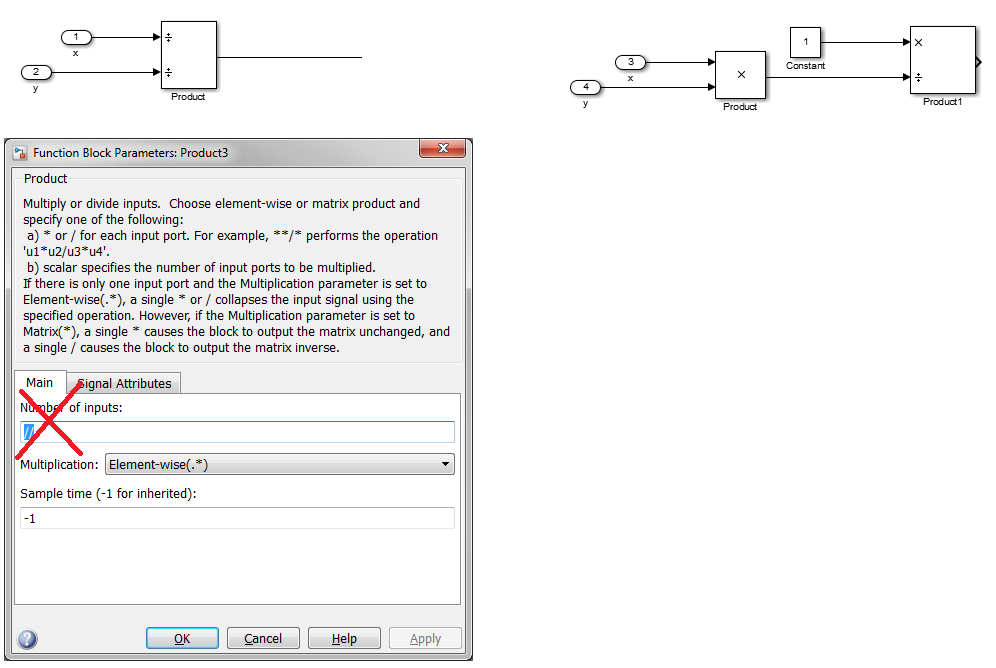 1
x
2
y
÷
÷
Product
3
x
4
y
×
Product
1
Constant
×
÷
Product1
Function Block Parameters: Product3
Product
Multiply or divide inputs.  Choose element-wise or matrix product and
specify one of the following:
a) * or / for each input port. For example, **/* performs the operation
'u1*u2/u3*u4'.
b) scalar specifies the number of input ports to be multiplied.
If there is only one input port and the Multiplication parameter is set to
Element-wise(.*), a single * or / collapses the input signal using the
specified operation. However, if the Multiplication parameter is set to
Matrix(*), a single * causes the block to output the matrix unchanged, and
a single / causes the block to output the matrix inverse.
Main Signal Attributes
Number of inputs:
//
Multiplication: Element-wise(.*)
Sample time (-1 for inherited):
-1
? OK Cancel Help Apply